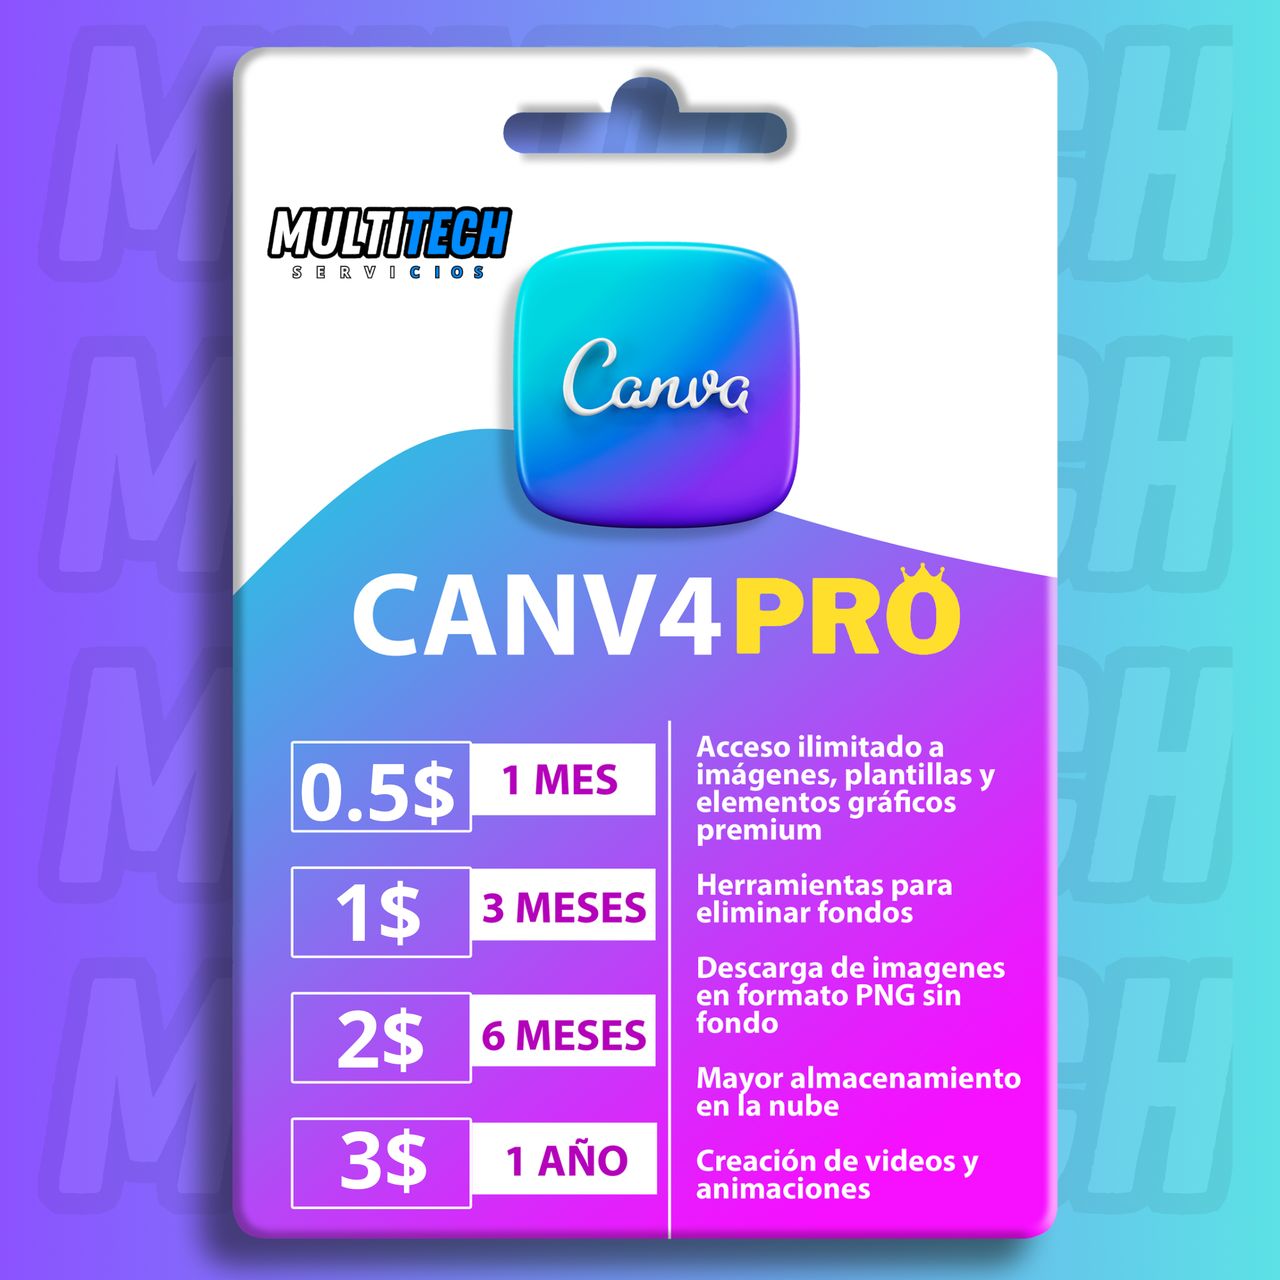 MULTITECH
SERVICIOS
Canva
CANV4PRO
0.5$ 1 MES
1$ 3 MESES
2$ 6 MESES
3$ 1 AÑO
Acceso ilimitado a
imágenes, plantillas y
elementos gráficos
premium
Herramientas para
eliminar fondos
Descarga de imagenes
en formato PNG sin
fondo
Mayor almacenamiento
en la nube
Creación de videos y
animaciones